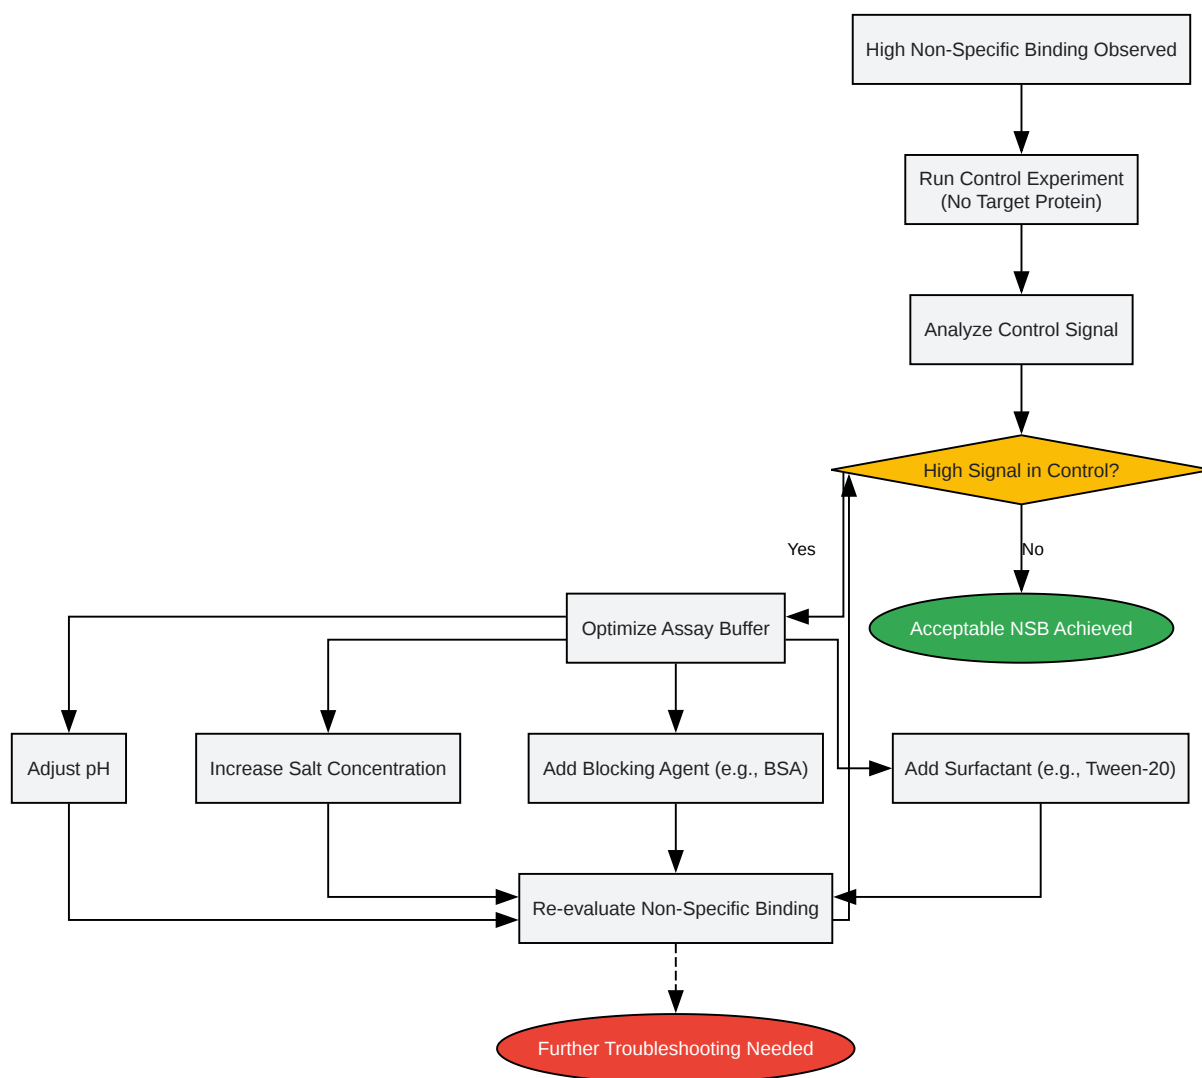 High Non-Specific Binding Observed
Run Control Experiment
(No Target Protein)
Analyze Control Signal
High Signal in Control?
Yes
No
Optimize Assay Buffer
Acceptable NSB Achieved
Adjust pH
Increase Salt Concentration
Add Blocking Agent (e.g., BSA)
Add Surfactant (e.g., Tween-20)
Re-evaluate Non-Specific Binding
Further Troubleshooting Needed